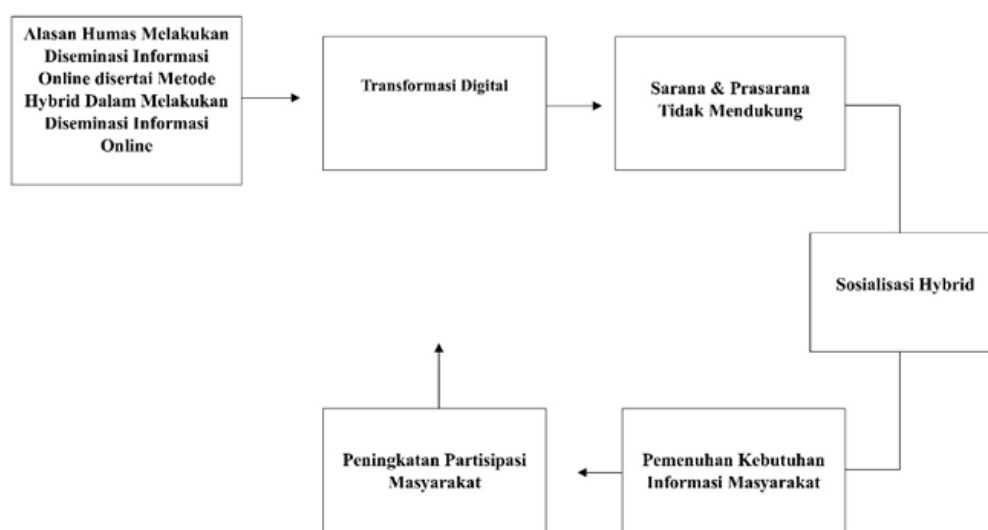 Alasan Humas Melakukan
Diseminasi Informasi
Online disertai Metode
Hybrid Dalam Melakukan
Diseminasi Informasi
Online
Transformasi Digital
Sarana & Prasarana
Tidak Mendukung
Sosialisasi Hybrid
Pemenuhan Kebutuhan
Informasi Masyarakat
Peningkatan Partisipasi
Masyarakat